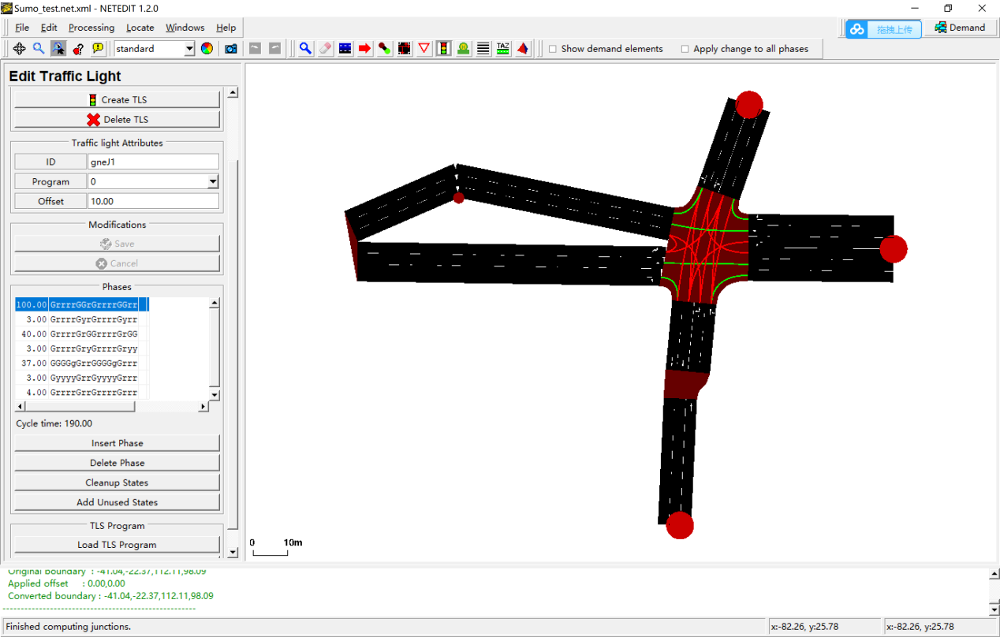 Sumo_test.net.xml - NETEDIT 1.2.0
File Edit Processing Locate Windows Help
拖拽上传
Demand
standard
TAZ
Show demand elements
Apply change to all phases
Edit Traffic Light
Create TLS
Delete TLS
Traffic light Attributes
ID gneJ1
Program 0
Offset 10.00
Modifications
Save
Cancel
Phases
100.00 GrrrrGGrGrrrrGGrr
3.00 GrrrrGyrGrrrrGyrr
40.00 GrrrrGrGGrrrrGrGG
3.00 GrrrrGryGrrrrGryy
37.00 GGGGgGrrGGGGgGrrr
3.00 GyyyyGrrGyyyyGrrr
4.00 GrrrrGrrGrrrrGrrr
Cycle time: 190.00
Insert Phase
Delete Phase
Cleanup States
Add Unused States
TLS Program
Load TLS Program
0 10m
Original boundary : -41.04,-22.37,112.11,98.09
Applied offset : 0.00,0.00
Converted boundary : -41.04,-22.37,112.11,98.09
-----------------------------------------------------
Finished computing junctions.
x:-82.26, y:25.78
x:-82.26, y:25.78